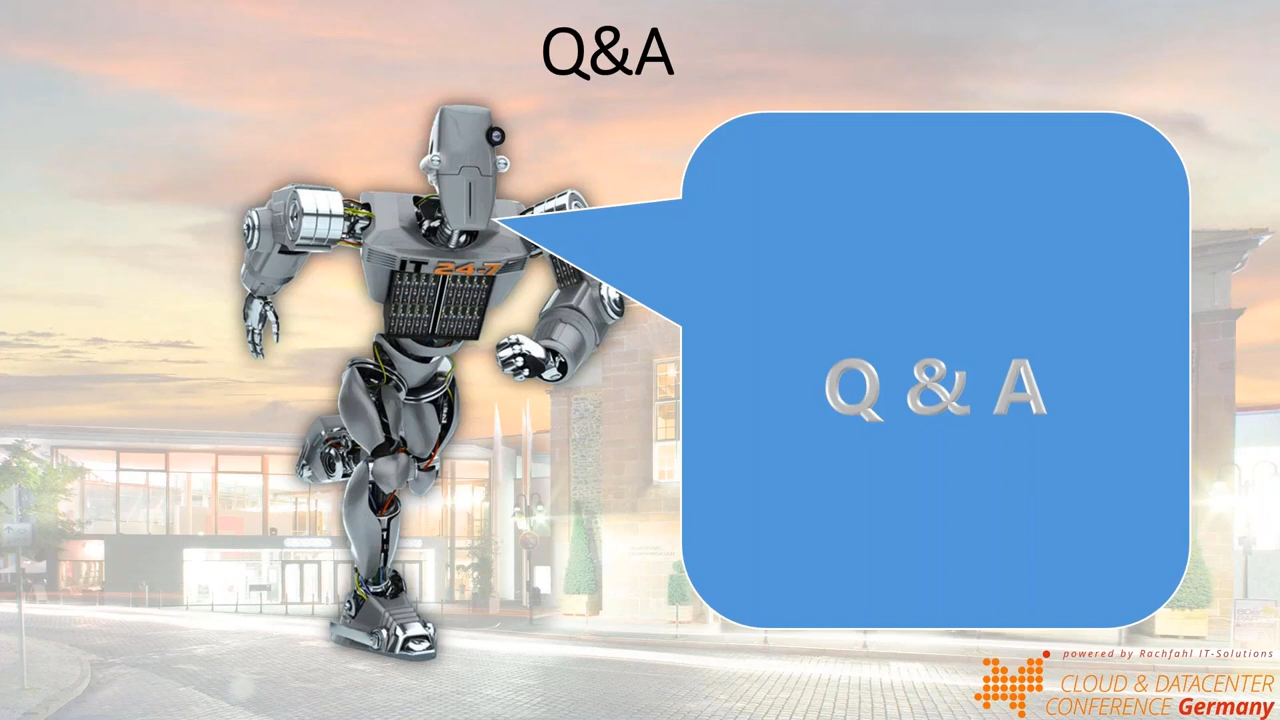 Q&A
IT 24-7
Q & A
powered by Rachfahl IT-Solutions
CLOUD & DATACENTER
CONFERENCE Germany